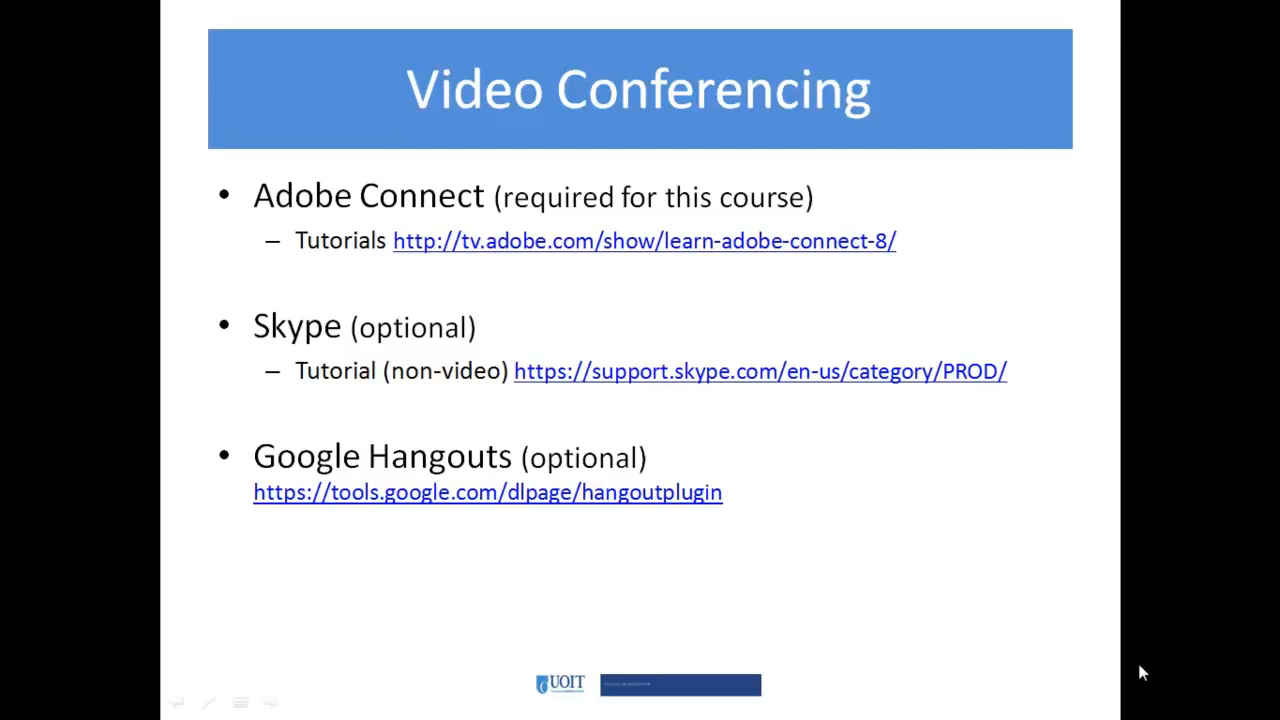 Video Conferencing
• Adobe Connect (required for this course)
– Tutorials http://tv.adobe.com/show/learn-adobe-connect-8/
• Skype (optional)
– Tutorial (non-video) https://support.skype.com/en-us/category/PROD/
• Google Hangouts (optional)
https://tools.google.com/dlpage/hangoutplugin
UOIT